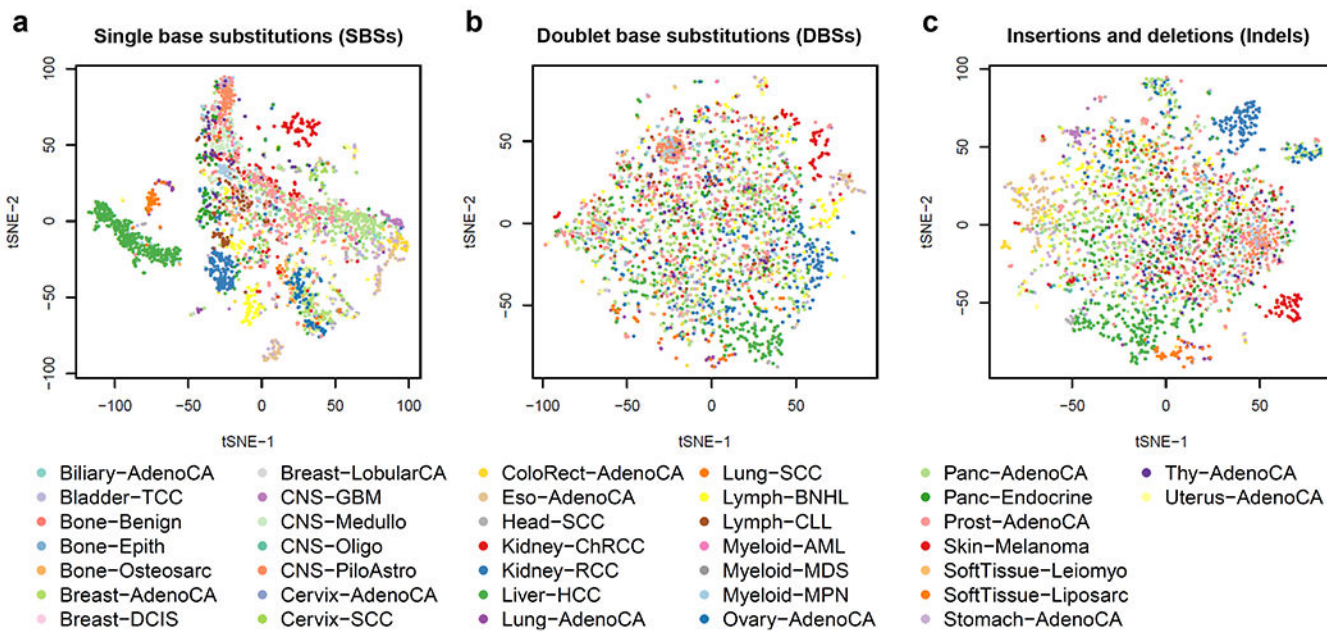 a Single base substitutions (SBSs)
100
50
0
−50
−100
tSNE−2
−100 −50 0 50 100
tSNE−1
b Doublet base substitutions (DBSs)
50
0
−50
tSNE−2
−100 −50 0 50
tSNE−1
c Insertions and deletions (Indels)
100
50
0
−50
tSNE−2
−50 0 50
tSNE−1
Biliary−AdenoCA
Bladder−TCC
Bone−Benign
Bone−Epith
Bone−Osteosarc
Breast−AdenoCA
Breast−DCIS
Breast−LobularCA
CNS−GBM
CNS−Medullo
CNS−Oligo
CNS−PiloAstro
Cervix−AdenoCA
Cervix−SCC
ColoRect−AdenoCA
Eso−AdenoCA
Head−SCC
Kidney−ChRCC
Kidney−RCC
Liver−HCC
Lung−AdenoCA
Lung−SCC
Lymph−BNHL
Lymph−CLL
Myeloid−AML
Myeloid−MDS
Myeloid−MPN
Ovary−AdenoCA
Panc−AdenoCA
Panc−Endocrine
Prost−AdenoCA
Skin−Melanoma
SoftTissue−Leiomyo
SoftTissue−Liposarc
Stomach−AdenoCA
Thy−AdenoCA
Uterus−AdenoCA